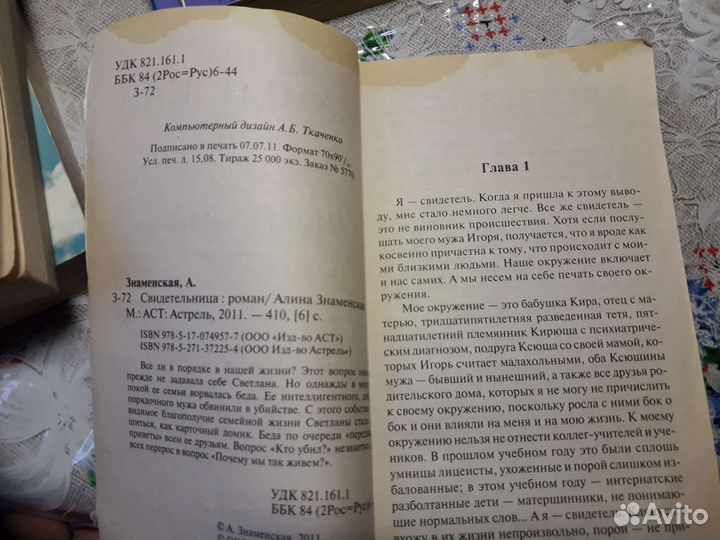 УДК 821.161.1
ББК 84 (2Рос=Рус)6-44
З-72
Компьютерный дизайн А.Б. Ткаченко
Подписано в печать 07.07.11. Формат 70х90 1/32
Усл. печ. л. 15,08. Тираж 25 000 экз. Заказ № 5770.
Знаменская, А.
З-72 Свидетельница : роман/ Алина Знаменская
М.: АСТ: Астрель, 2011. — 410, [6] с.
ISBN 978-5-17-074957-7 (ООО «Изд-во АСТ»)
ISBN 978-5-271-37225-4 (ООО Изд-во Астрель»)
Все ли в порядке в нашей жизни? Этот вопрос
прежде не задавала себе Светлана. Но однажды в
покой ее семьи ворвалась беда. Ее интеллигентного,
порядочного мужа обвинили в убийстве. С этого
видимое благополучие семейной жизни Светланы
шиться, как карточный домик. Беда по очереди
приветы» всем ее друзьям. Вопрос «Кто убил?»
всех перерос в вопрос «Почему мы так живем?».
УДК 821.161.1
ББК 84 (2Рос=Рус)
© А. Знаменская, 2011
Глава 1
Я — свидетель. Когда я пришла к этому выво-
ду, мне стало немного легче. Все же свидетель —
это не виновник происшествия. Хотя если послу-
шать моего мужа Игоря, получается, что я вроде как
косвенно причастна к тому, что происходит с мои-
ми близкими людьми. Наше окружение включает
и нас самих. А мы несем на себе печать своего о-
кружения.
Мое окружение — это бабушка Кира, отец с ма-
терью, тридцатипятилетняя разведенная тетя, пят-
надцатилетний племянник Кирюша с психиатриче-
ским диагнозом, подруга Ксюша со своей мамой,
которых Игорь считает малахольными, оба Ксюшины
мужа — бывший и нынешний, а также все друзья ро-
дительского дома, которых я не могу не причислить
к своему окружению, поскольку росла с ними бок о
бок и они влияли на меня и на мою жизнь. К моему
окружению нельзя не отнести коллег-учителей и уче-
ников. В прошлом учебном году это были сплошь
умницы лицеисты, ухоженные и порой слишком из-
балованные; в этом учебном году — интернатские
разболтанные дети — матершинники, не понимаю-
щие нормальных слов... А я — свидетель.
вхожу в их жизни непроизвольно, порой — не
Avito